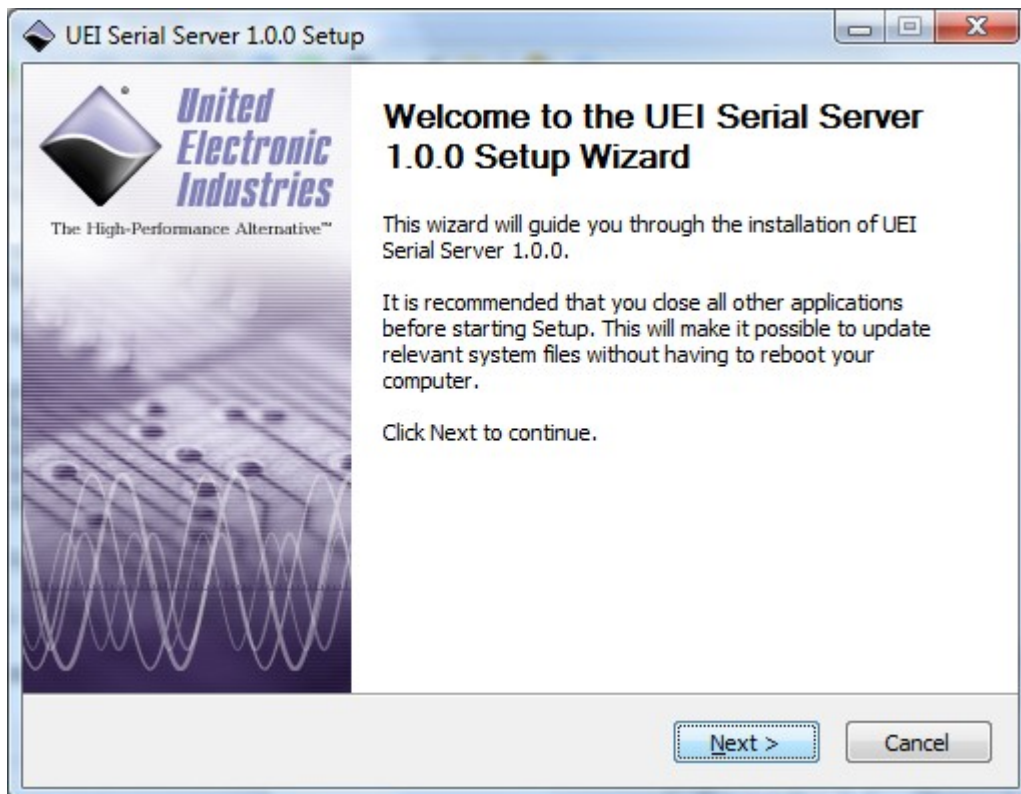 UEI Serial Server 1.0.0 Setup
United
Electronic
Industries
The High-Performance Alternative™
Welcome to the UEI Serial Server
1.0.0 Setup Wizard
This wizard will guide you through the installation of UEI
Serial Server 1.0.0.
It is recommended that you close all other applications
before starting Setup. This will make it possible to update
relevant system files without having to reboot your
computer.
Click Next to continue.
Next >
Cancel